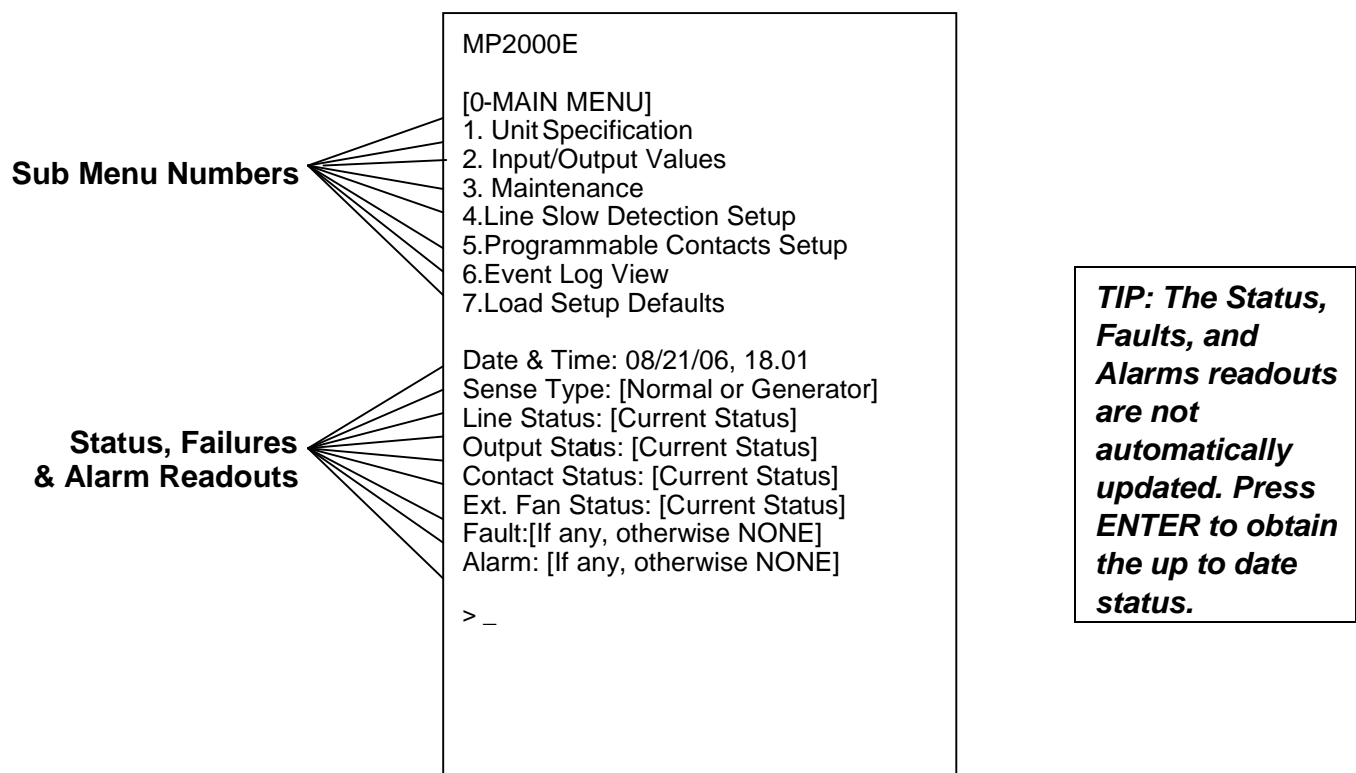 MP2000E
[0-MAIN MENU]
1. Unit Specification
2. Input/Output Values
3. Maintenance
4.Line Slow Detection Setup
5.Programmable Contacts Setup
6.Event Log View
7.Load Setup Defaults
Date & Time: 08/21/06, 18.01
Sense Type: [Normal or Generator]
Line Status: [Current Status]
Output Status: [Current Status]
Contact Status: [Current Status]
Ext. Fan Status: [Current Status]
Fault:[If any, otherwise NONE]
Alarm: [If any, otherwise NONE]
> _
Sub Menu Numbers
Status, Failures
& Alarm Readouts
TIP: The Status,
Faults, and
Alarms readouts
are not
automatically
updated. Press
ENTER to obtain
the up to date
status.